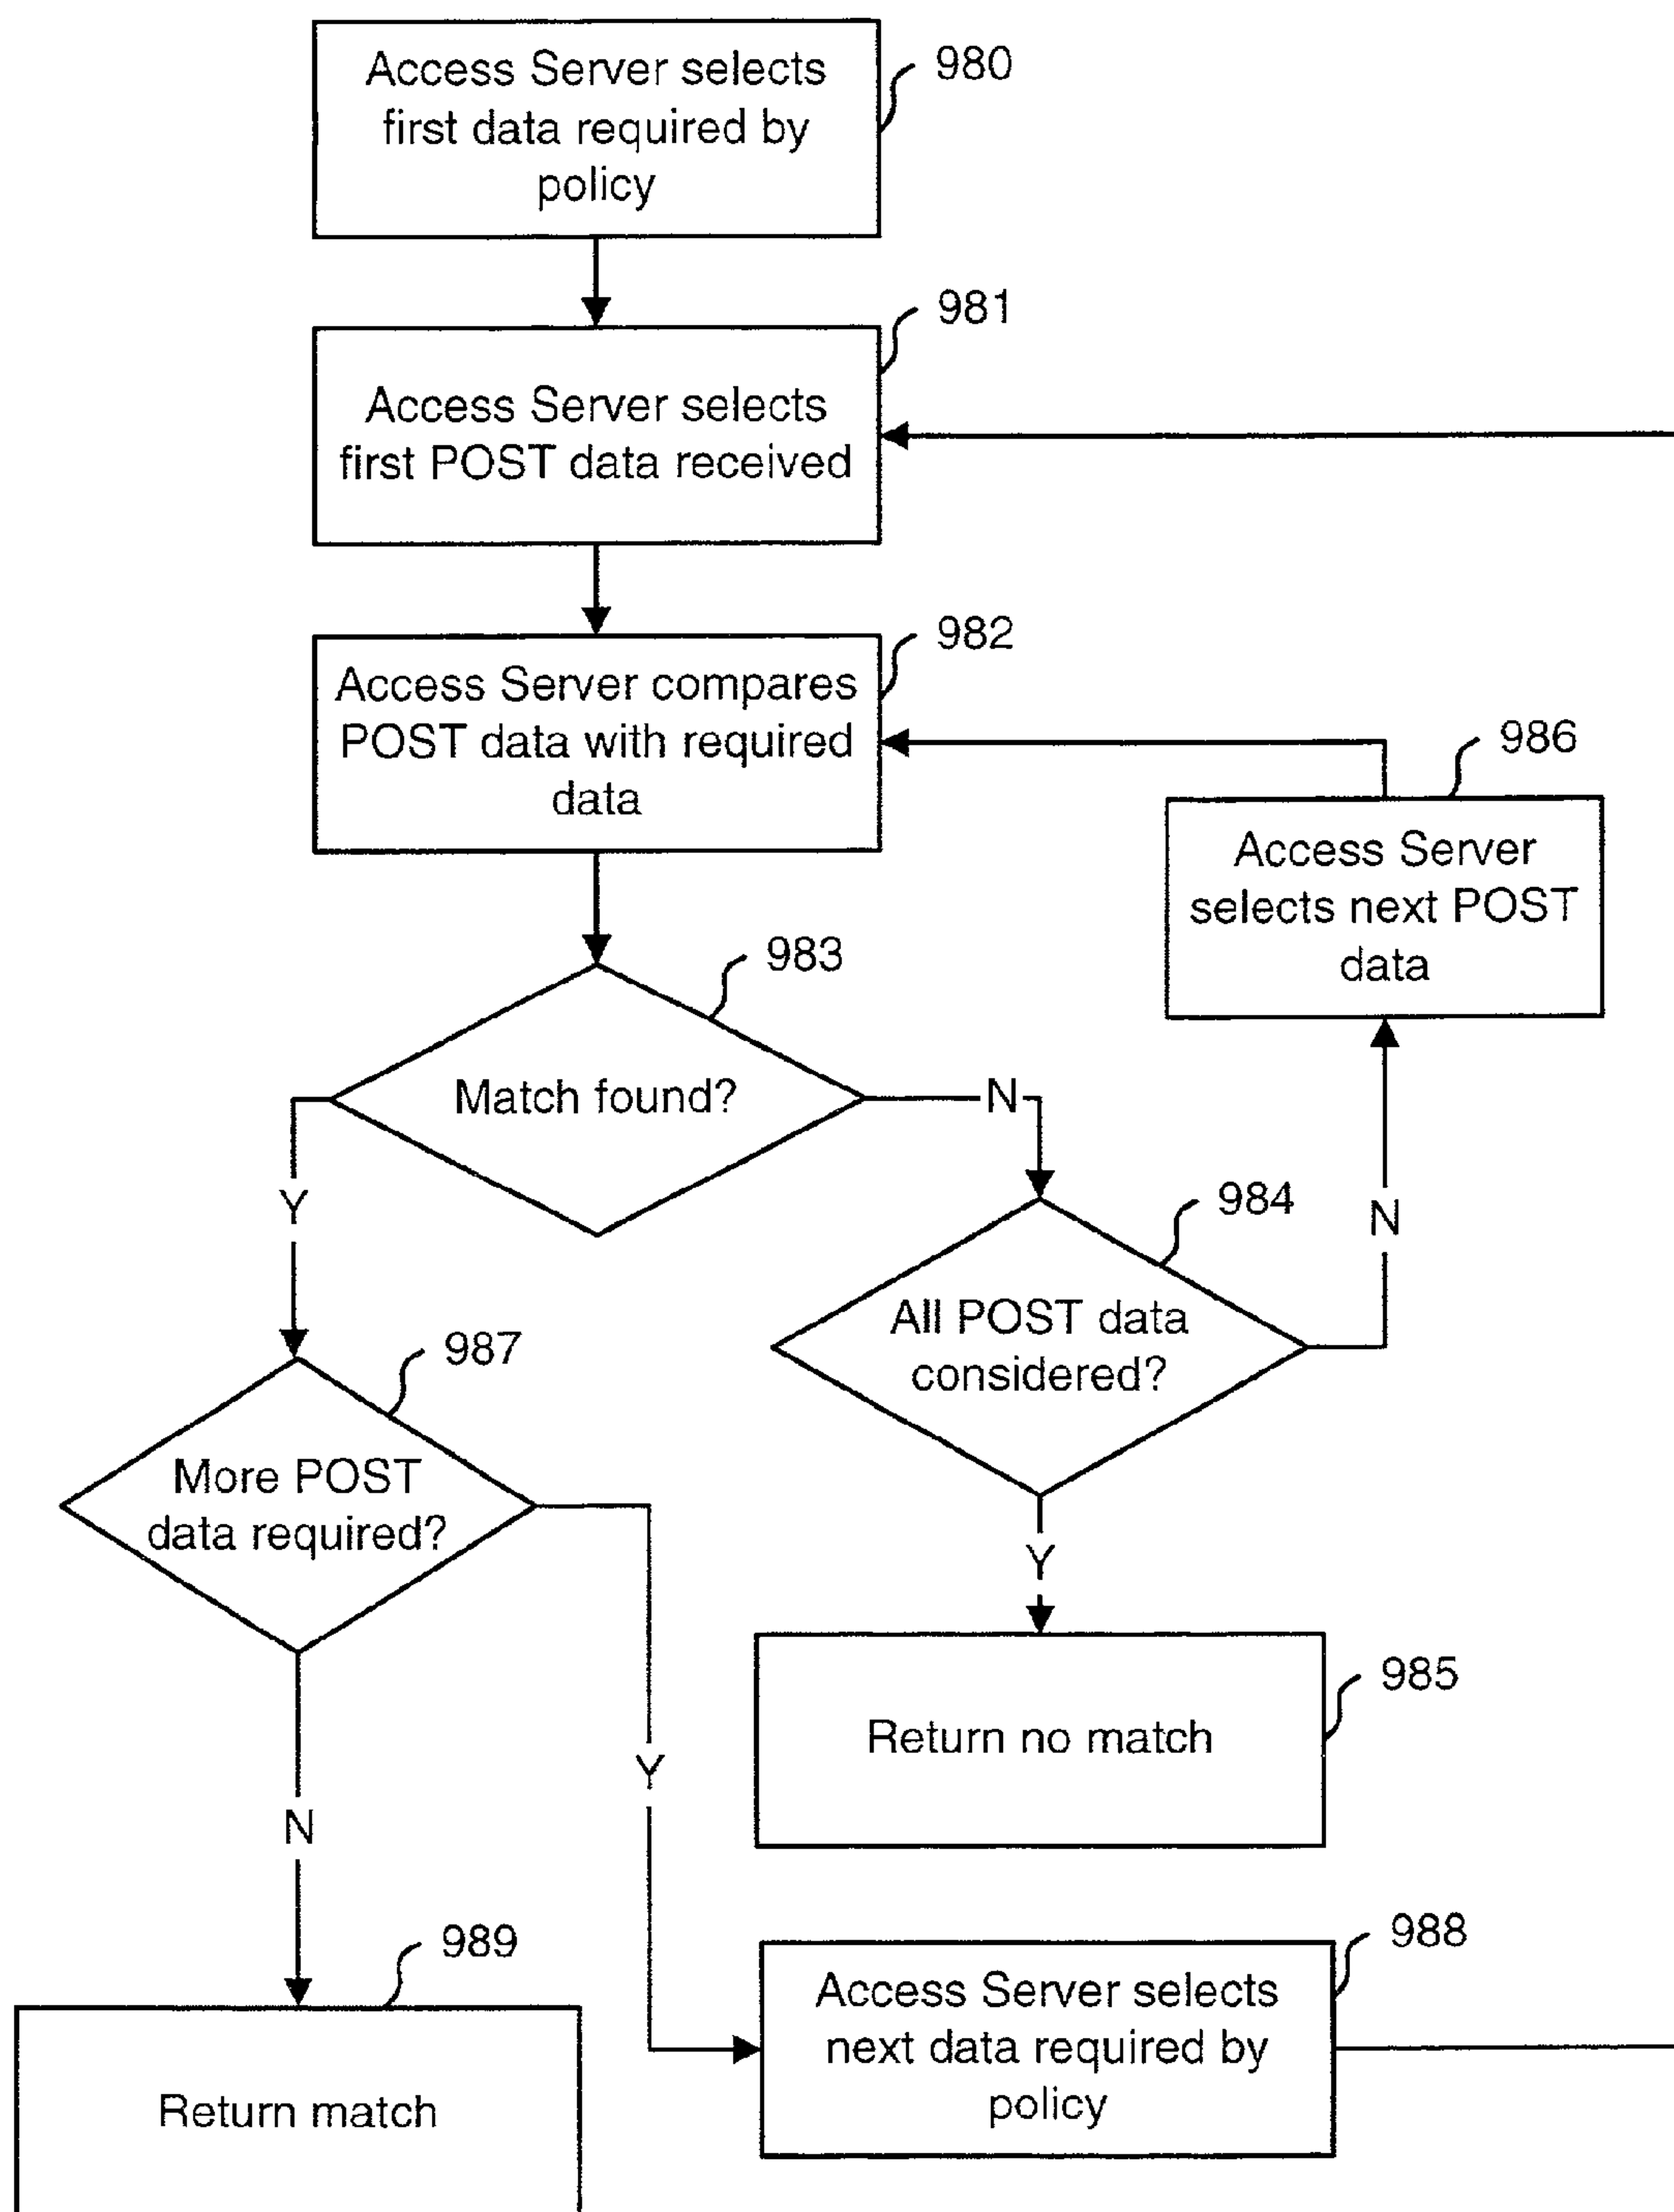 Access Server selects
first data required by
policy
980
Access Server selects
first POST data received
981
Access Server compares
POST data with required
data
982
Access Server
selects next POST
data
986
Match found?
983
N
Y
All POST data
considered?
984
N
Y
More POST
data required?
987
Y
N
Return no match
985
Access Server selects
next data required by
policy
988
Return match
989